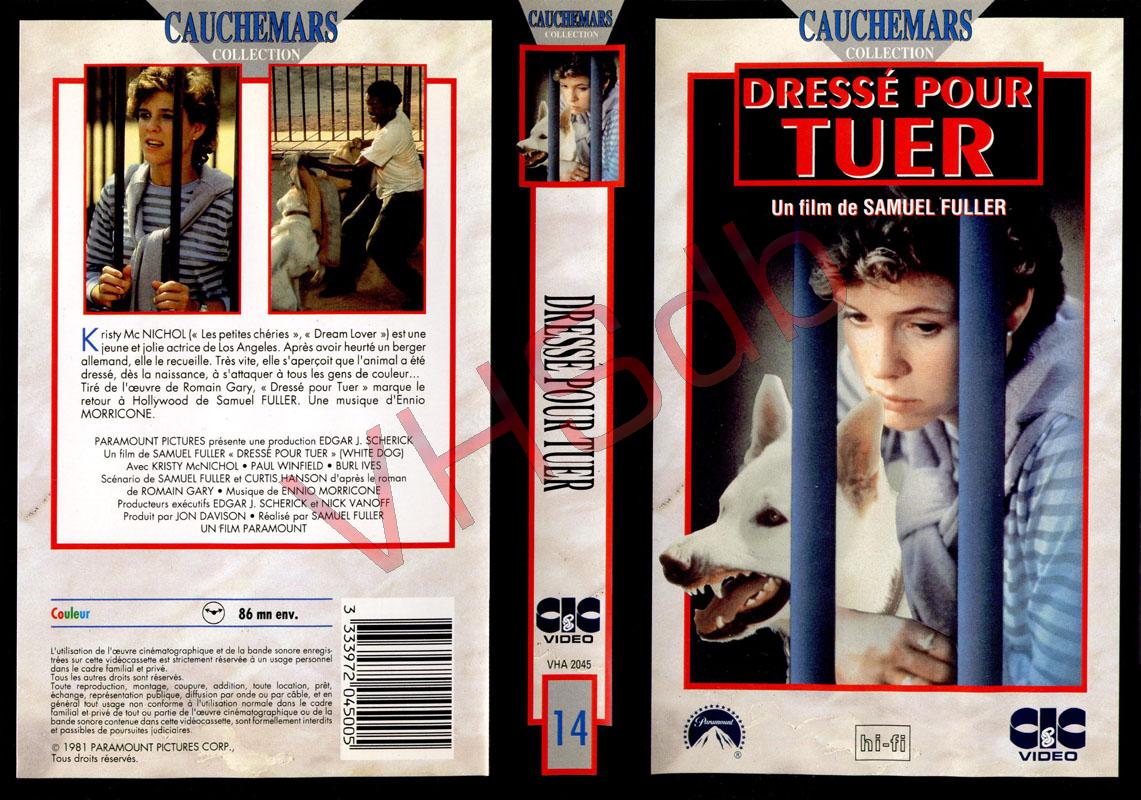 CAUCHEMARS
COLLECTION
Kristy Mc NICHOL (« Les petites chéries », « Dream Lover ») est une
jeune et jolie actrice de Los Angeles. Après avoir heurté un berger
allemand, elle le recueille. Très vite, elle s'aperçoit que l'animal a été
dressé, dès la naissance, à s'attaquer à tous les gens de couleur...
Tiré de l'œuvre de Romain Gary, « Dressé pour Tuer » marque le
retour à Hollywood de Samuel FULLER. Une musique d'Ennio
MORRICONE.
PARAMOUNT PICTURES présente une production EDGAR J. SCHERICK
Un film de SAMUEL FULLER « DRESSÉ POUR TUER » (WHITE DOG)
Avec KRISTY McNICHOL • PAUL WINFIELD • BURL IVES
Scénario de SAMUEL FULLER et CURTIS HANSON d'après le roman
de ROMAIN GARY • Musique de ENNIO MORRICONE
Producteurs exécutifs EDGAR J. SCHERICK et NICK VANOFF
Produit par JON DAVISON • Réalisé par SAMUEL FULLER
UN FILM PARAMOUNT
Couleur
86 mn env.
L'utilisation de l'œuvre cinématographique et de la bande sonore enregis-
trées sur cette vidéocassette est strictement réservée à un usage personnel
dans le cadre familial et privé.
Tous les autres droits sont réservés.
Toute reproduction, montage, coupure, addition, toute location, prêt,
échange, représentation publique, diffusion par onde ou par câble, et en
général tout usage non conforme à l'utilisation normale dans le cadre
familial et privé de tout ou partie de l'œuvre cinématographique ou de la
bande sonore contenue dans cette vidéocassette, sont formellement interdits
et passibles de poursuites judiciaires.
© 1981 PARAMOUNT PICTURES CORP.,
Tous droits réservés.
3 333972 045005
CAUCHEMARS
COLLECTION
DRESSÉ POUR TUER
CIC
VIDEO
VHA 2045
14
CAUCHEMARS
COLLECTION
DRESSÉ POUR
TUER
Un film de SAMUEL FULLER
Paramount
®
hi-fi
CIC
VIDEO
VHSdb